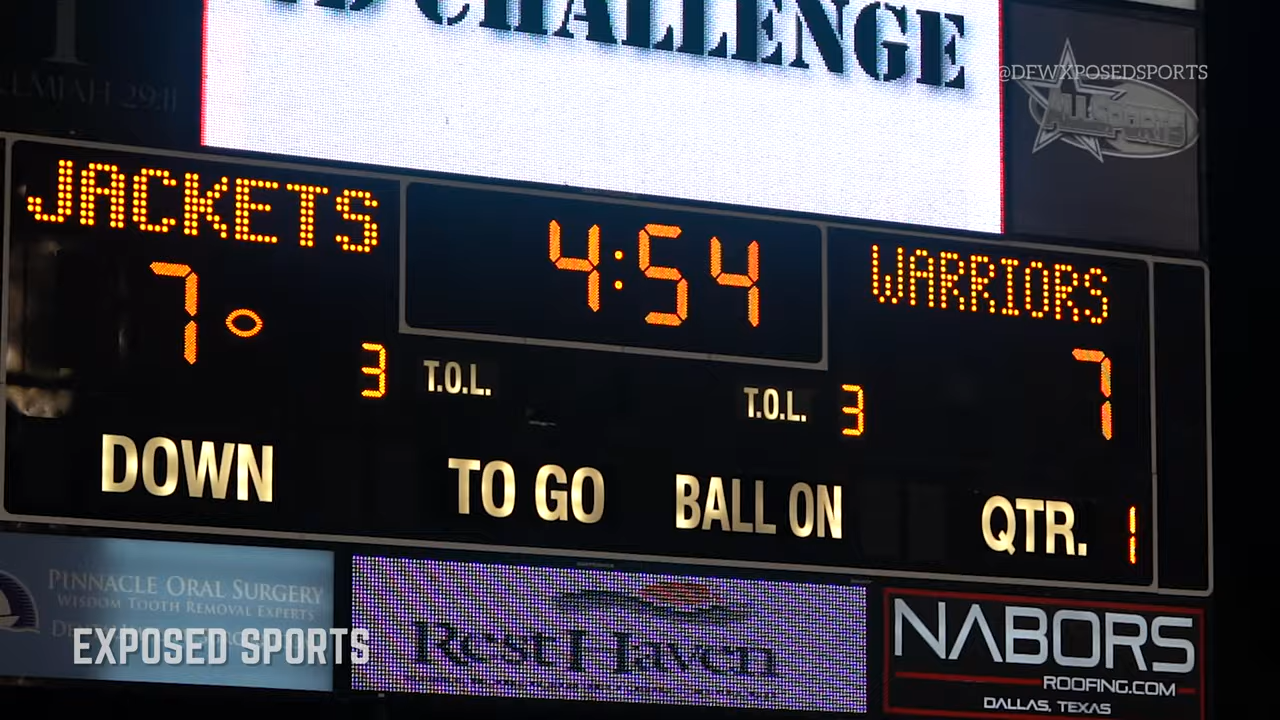 CHALLENGE
@DFWXPOSEDSPORTS
JACKETS
4:54
WARRIORS
7
3
T.O.L.
T.O.L.
3
7
DOWN
TO GO
BALL ON
QTR. 1
PINNACLE ORAL SURGERY
WISDOM TOOTH REMOVAL EXPERTS
EXPOSED SPORTS
Rest Haven
NABORS
ROOFING.COM
DALLAS, TEXAS